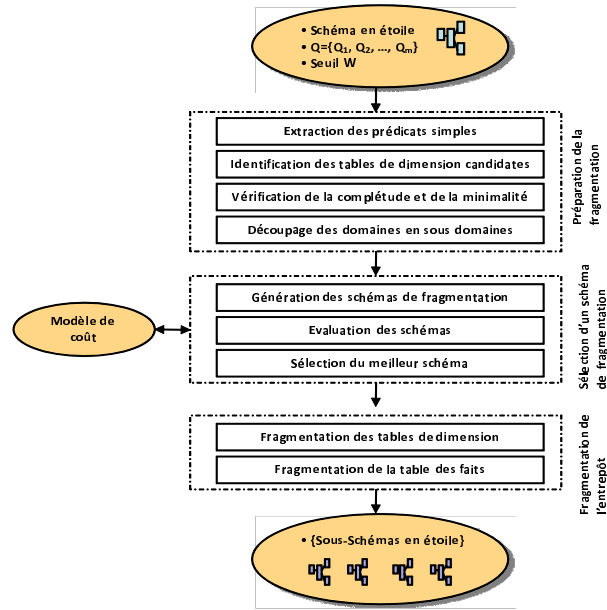 • Schéma en étoile
• Q={Q1, Q2, ..., Qm}
• Seuil W
Extraction des prédicats simples
Identification des tables de dimension candidates
Vérification de la complétude et de la minimalité
Découpage des domaines en sous domaines
Préparation de la
fragmentation
Génération des schémas de fragmentation
Evaluation des schémas
Sélection du meilleur schéma
Sélection d'un schéma
de fragmentation
Modèle de
coût
Fragmentation des tables de dimension
Fragmentation de la table des faits
Fragmentation de
l'entrepôt
• {Sous-Schémas en étoile}